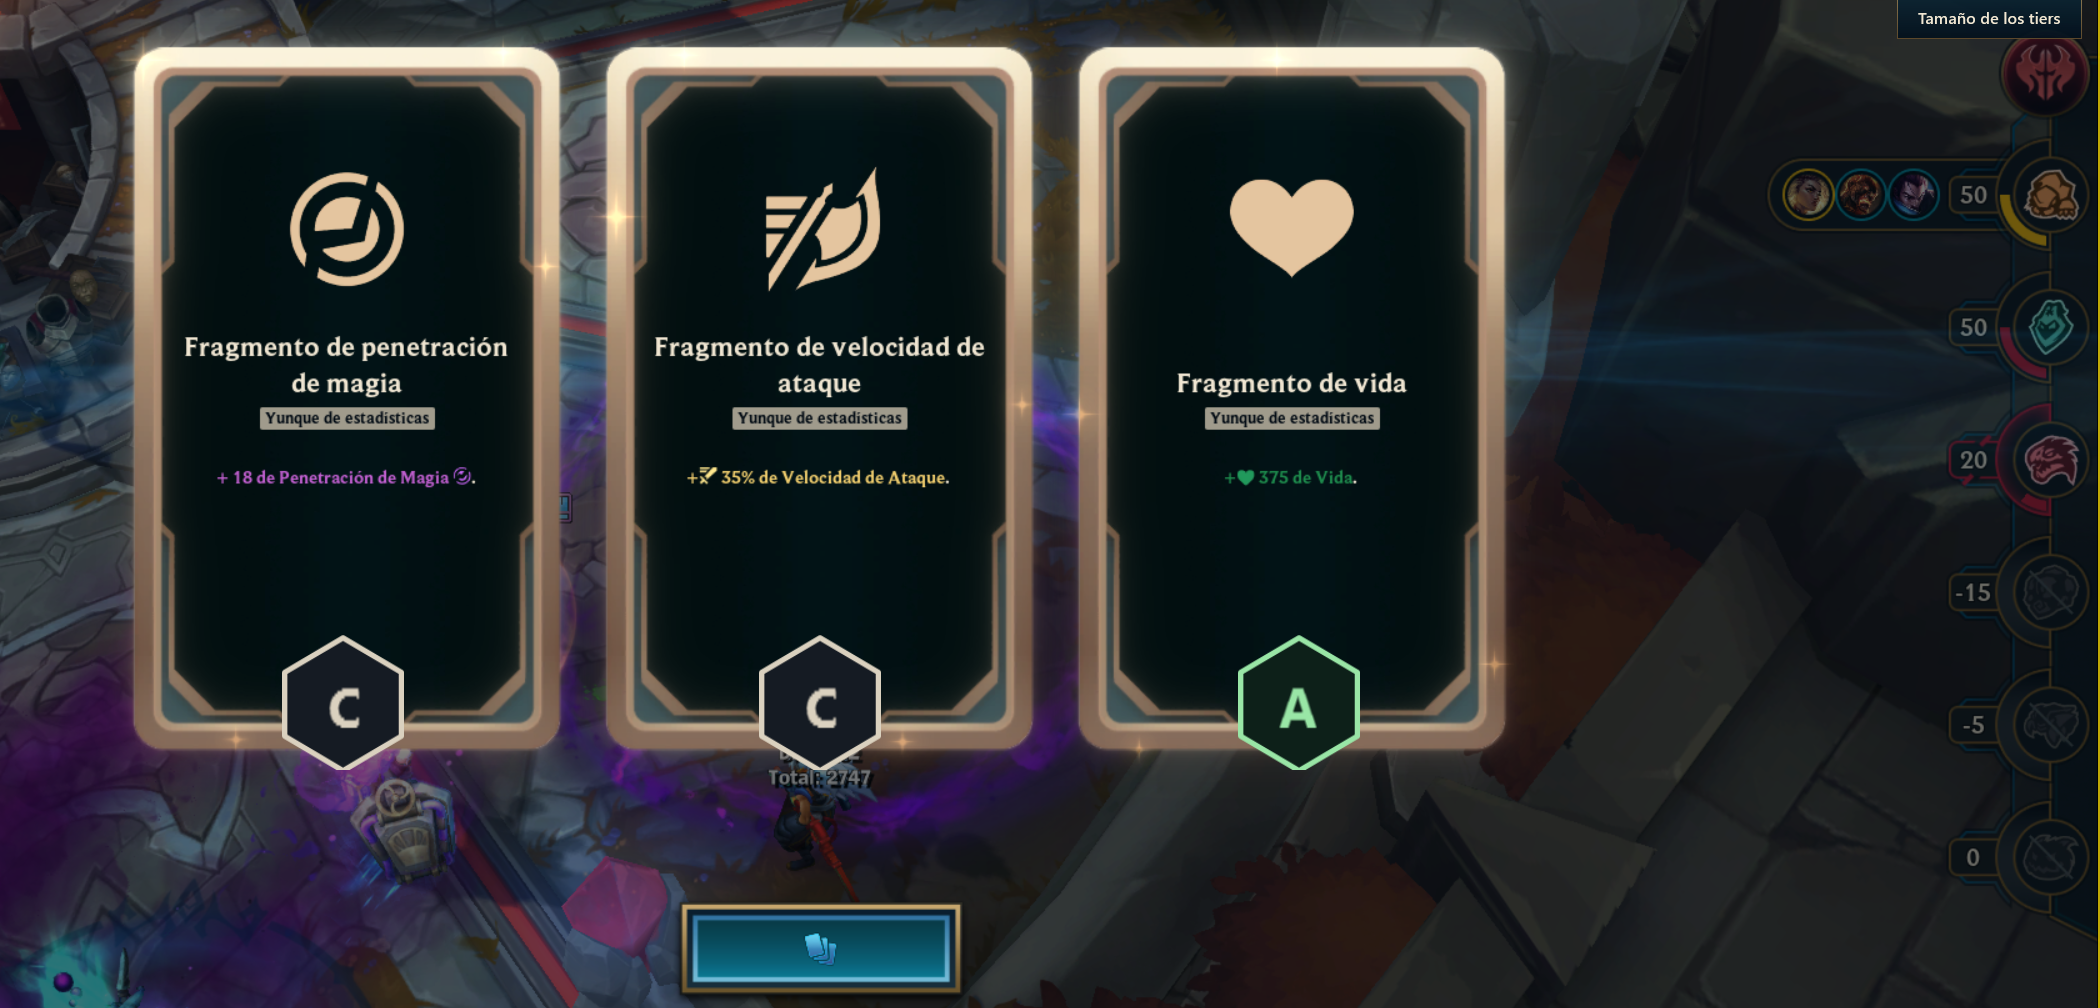 Tamaño de los tiers
Fragmento de penetración
de magia
Yunque de estadísticas
+ 18 de Penetración de Magia.
C
Fragmento de velocidad de
ataque
Yunque de estadísticas
+ 35% de Velocidad de Ataque.
C
Fragmento de vida
Yunque de estadísticas
+ 375 de Vida.
A
Total: 2747
50
50
20
-15
-5
0